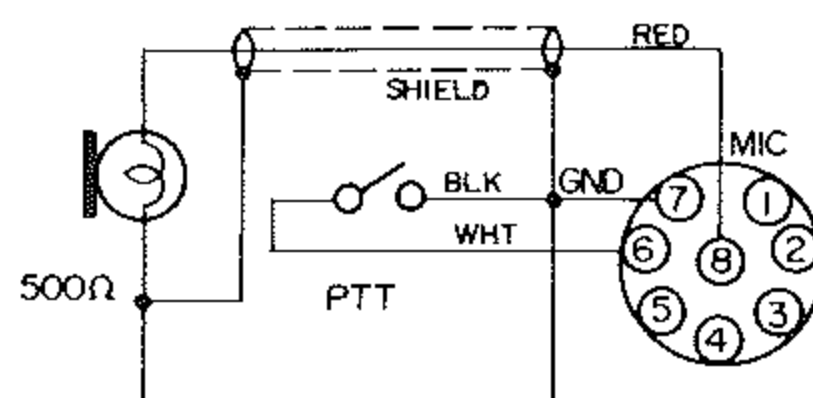 RED
SHIELD
MIC
BLK GND
WHT
500Ω
PTT
7 1
6 8 2
5 4 3